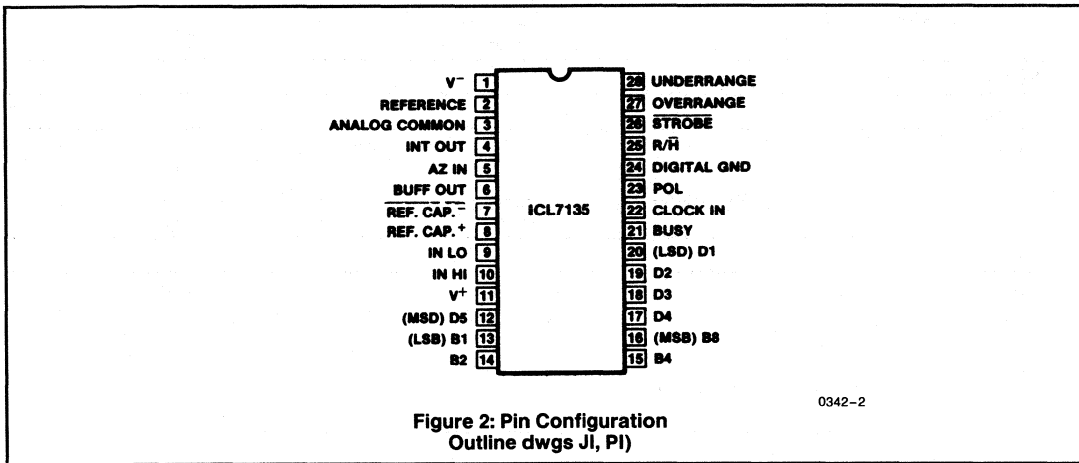 V⁻ 1
REFERENCE 2
ANALOG COMMON 3
INT OUT 4
AZ IN 5
BUFF OUT 6
REF. CAP.⁻ 7
REF. CAP.⁺ 8
IN LO 9
IN HI 10
V⁺ 11
(MSD) D5 12
(LSB) B1 13
B2 14
ICL7135
28 UNDERRANGE
27 OVERRANGE
26 S̅T̅R̅O̅B̅E̅
25 R/H̅
24 DIGITAL GND
23 POL
22 CLOCK IN
21 BUSY
20 (LSD) D1
19 D2
18 D3
17 D4
16 (MSB) B8
15 B4
0342–2
Figure 2: Pin Configuration
Outline dwgs JI, PI)